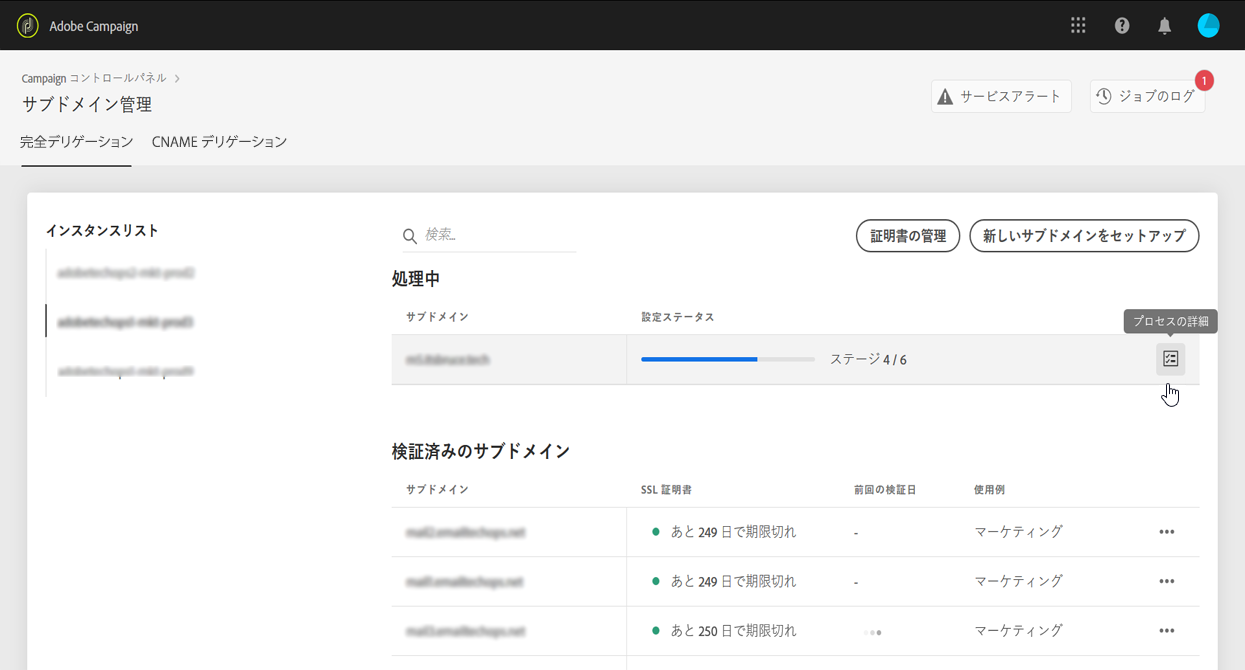 Adobe Campaign
Campaign コントロールパネル
サブドメイン管理
サービスアラート
ジョブのログ
1
完全デリゲーション
CNAME デリゲーション
インスタンスリスト
検索...
証明書の管理
新しいサブドメインをセットアップ
処理中
サブドメイン
設定ステータス
プロセスの詳細
ステージ 4 / 6
検証済みのサブドメイン
サブドメイン
SSL 証明書
前回の検証日
使用例
あと 249 日で期限切れ
-
マーケティング
あと 249 日で期限切れ
-
マーケティング
あと 250 日で期限切れ
マーケティング